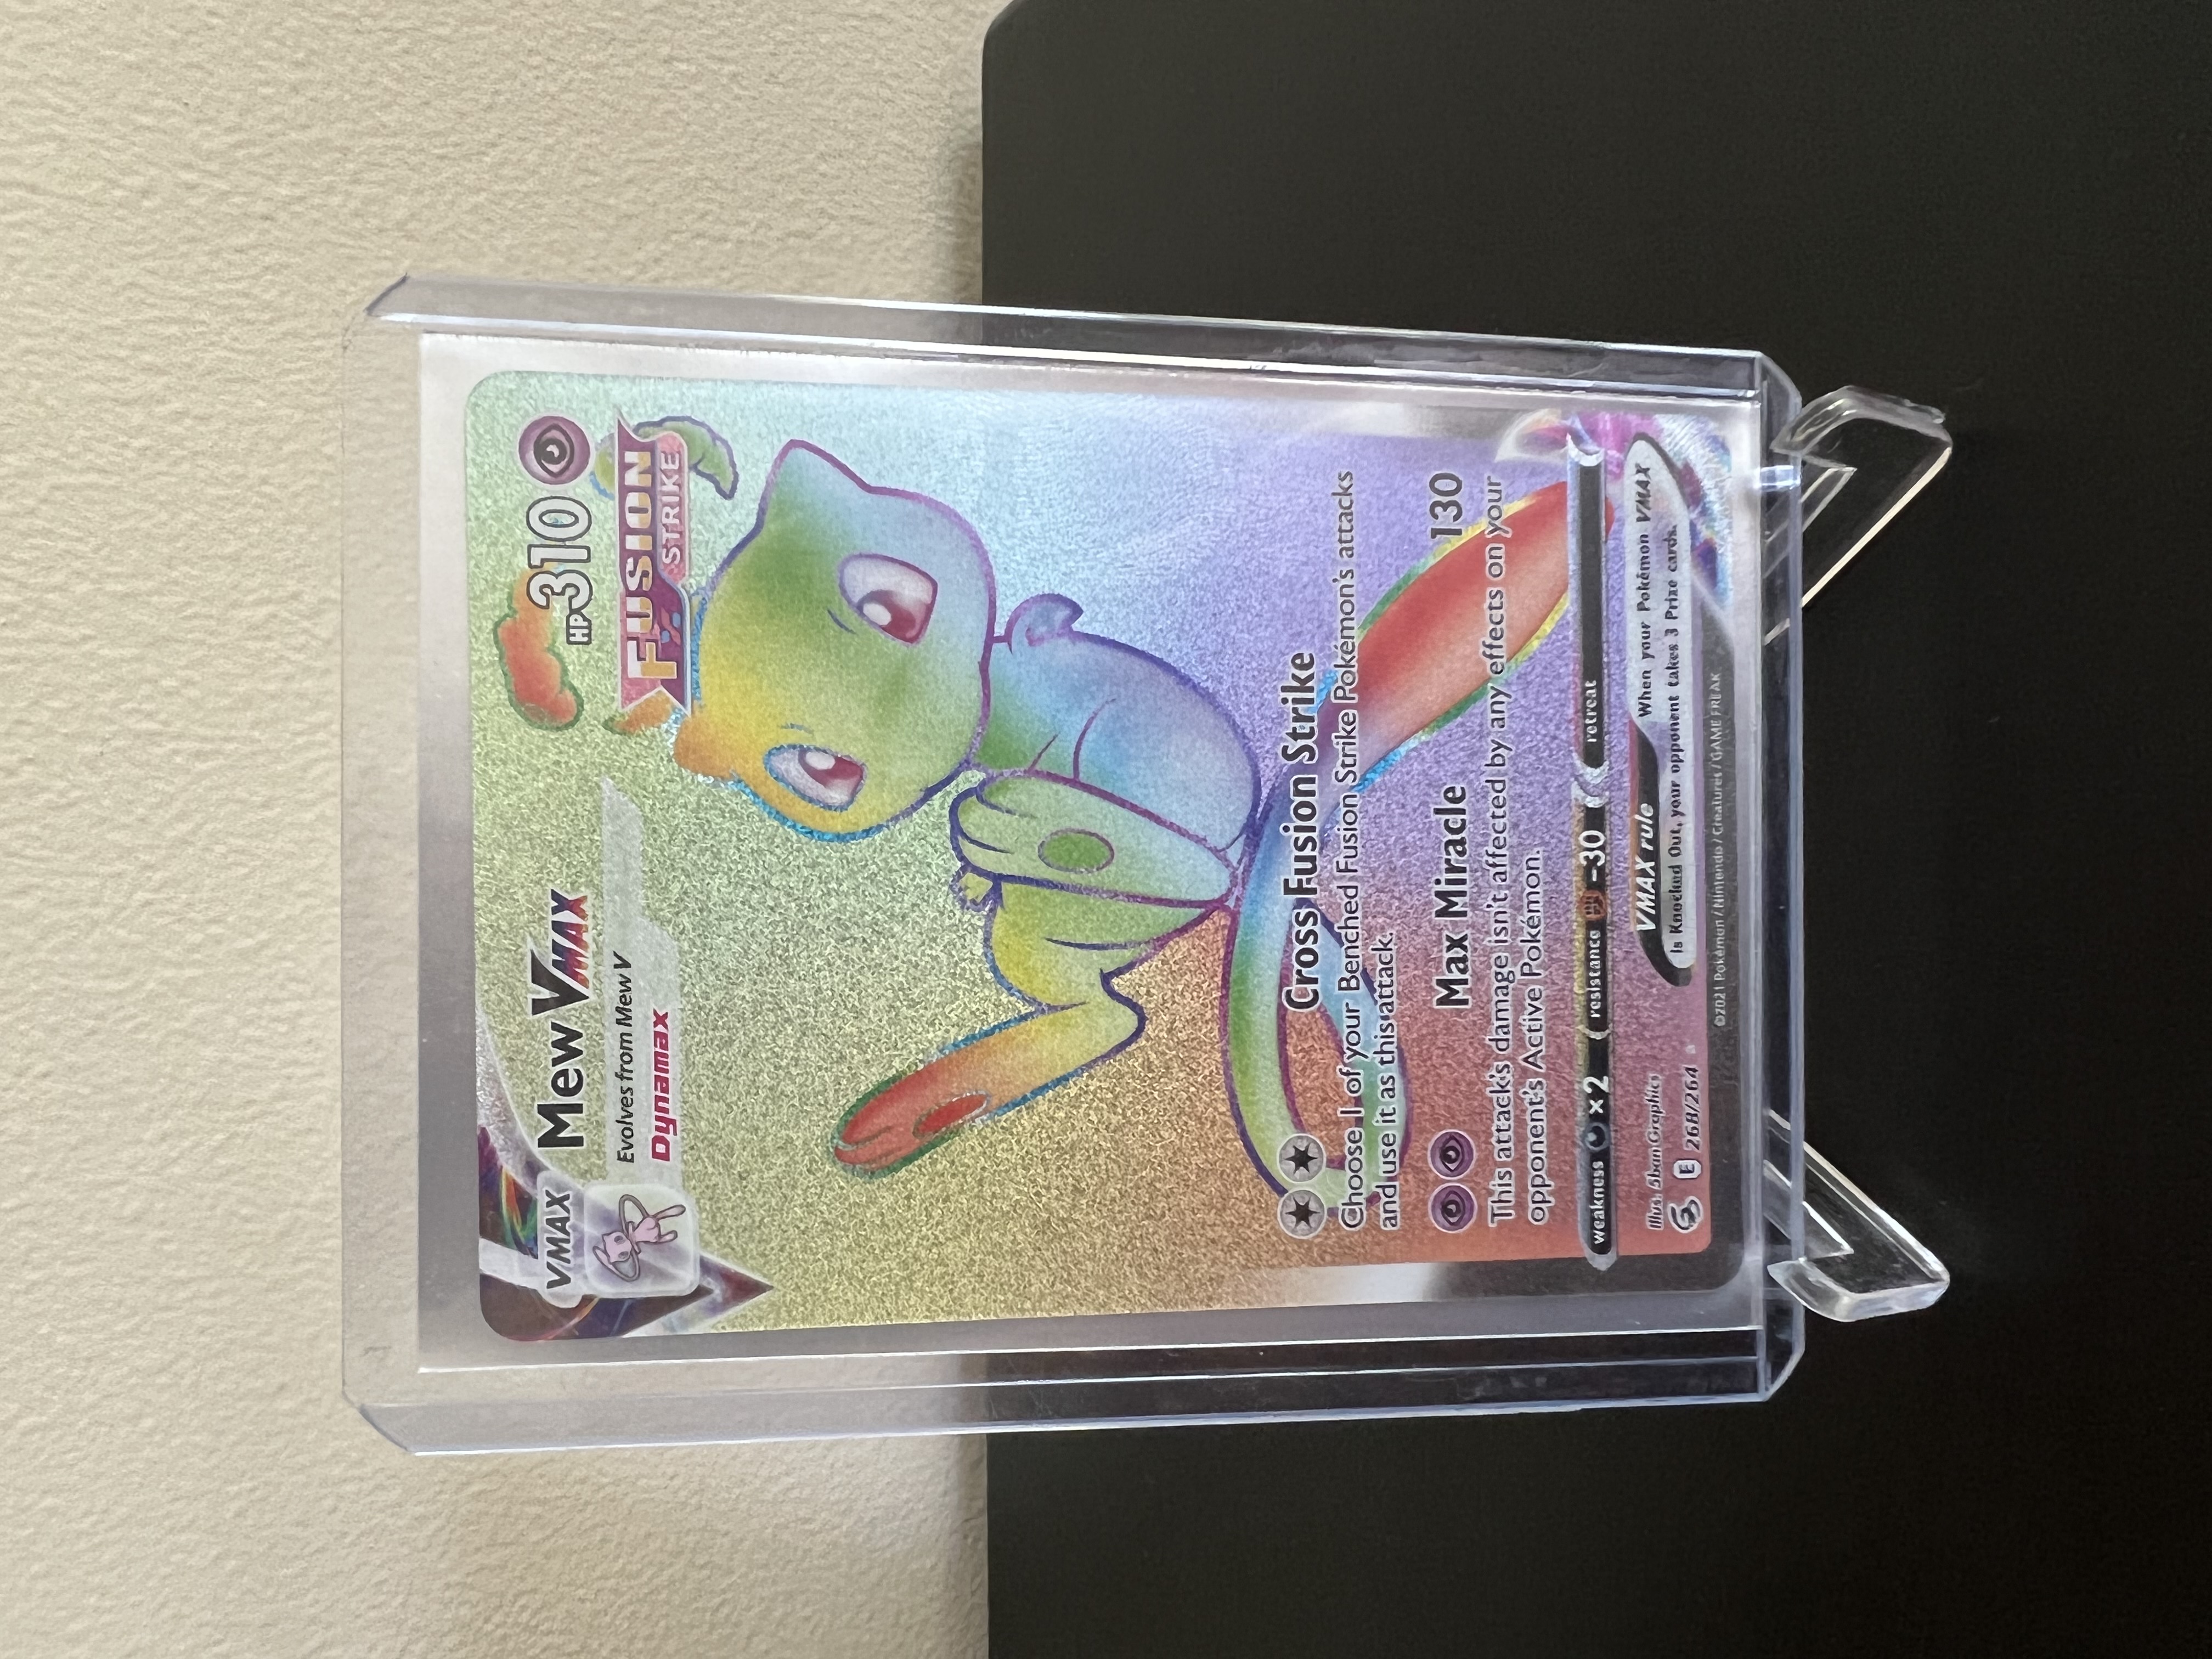 VMAX
Mew VMAX
HP 310
Evolves from Mew V
Dynamax
FUSION
STRIKE
Cross Fusion Strike
Choose 1 of your Benched Fusion Strike Pokémon's attacks
and use it as this attack.
Max Miracle 130
This attack's damage isn't affected by any effects on your
opponent's Active Pokémon.
weakness ×2 resistance -30 retreat
Illus. 5ban Graphics
VMAX rule When your Pokémon VMAX
is Knocked Out, your opponent takes 3 Prize cards.
E 268/264
©2021 Pokémon / Nintendo / Creatures / GAME FREAK